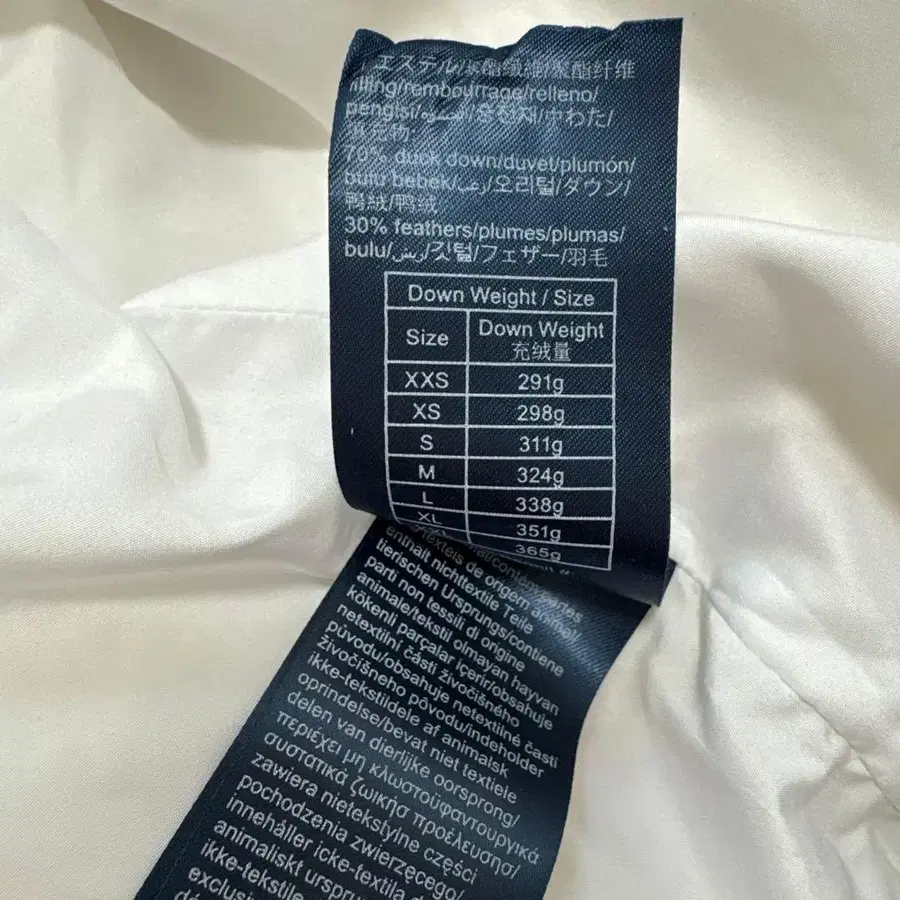 エステル/聚酯纖維/聚酯纤维
filling/rembourrage/relleno/
pengisi/حشوة/충전재/中わた/
填充物
70% duck down/duvet/plumón/
bulu bebek/زغب/오리털/ダウン/
鴨絨/鸭绒
30% feathers/plumes/plumas/
bulu/ريش/깃털/フェザー/羽毛
Down Weight / Size
Size Down Weight 充绒量
XXS 291g
XS 298g
S 311g
M 324g
L 338g
XL 351g
365g
enthält nichttextile Teile
tierischen Ursprungs/contiene
parti non tessili di origine
animale/tekstil olmayan hayvan
kökenli parçalar içerir/obsahuje
netextilní části živočišného
původu/obsahuje netextilné časti
živočíšneho pôvodu/indeholder
ikke-tekstildele af animalsk
oprindelse/bevat niet textiele
delen van dierlijke oorsprong/
περιέχει μη κλωστοϋφαντουργικά
συστατικά ζωικήσ προέλευσησ/
zawiera nietekstylne części
pochodzenia zwierzęcego/
innehåller icke-textila
animaliskt
ikke-tekstile